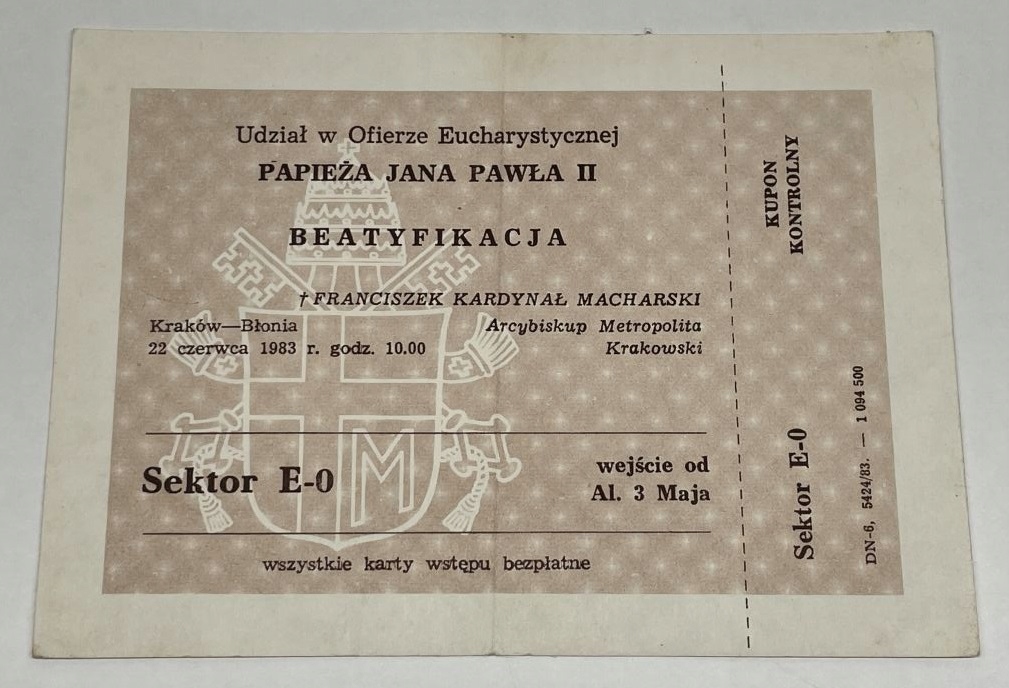 Udział w Ofierze Eucharystycznej
PAPIEŻA JANA PAWŁA II
BEATYFIKACJA
† FRANCISZEK KARDYNAŁ MACHARSKI
Arcybiskup Metropolita
Krakowski
Kraków—Błonia
22 czerwca 1983 r. godz. 10.00
Sektor E-0
wejście od
Al. 3 Maja
wszystkie karty wstępu bezpłatne
KUPON
KONTROLNY
Sektor E-0
DN-6, 5424/83. — 1 094 500
M